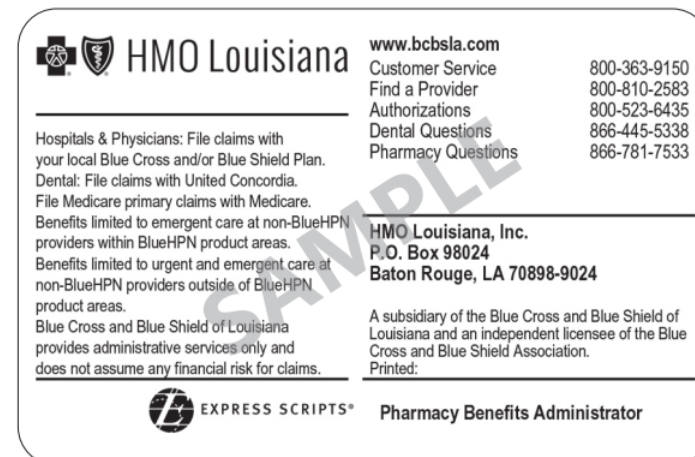 HMO Louisiana
Hospitals & Physicians: File claims with
your local Blue Cross and/or Blue Shield Plan.
Dental: File claims with United Concordia.
File Medicare primary claims with Medicare.
Benefits limited to emergent care at non-BlueHPN
providers within BlueHPN product areas.
Benefits limited to urgent and emergent care at
non-BlueHPN providers outside of BlueHPN
product areas.
Blue Cross and Blue Shield of Louisiana
provides administrative services only and
does not assume any financial risk for claims.
www.bcbsla.com
Customer Service 800-363-9150
Find a Provider 800-810-2583
Authorizations 800-523-6435
Dental Questions 866-445-5338
Pharmacy Questions 866-781-7533
HMO Louisiana, Inc.
P.O. Box 98024
Baton Rouge, LA 70898-9024
A subsidiary of the Blue Cross and Blue Shield of
Louisiana and an independent licensee of the Blue
Cross and Blue Shield Association.
Printed:
EXPRESS SCRIPTS®
Pharmacy Benefits Administrator
SAMPLE